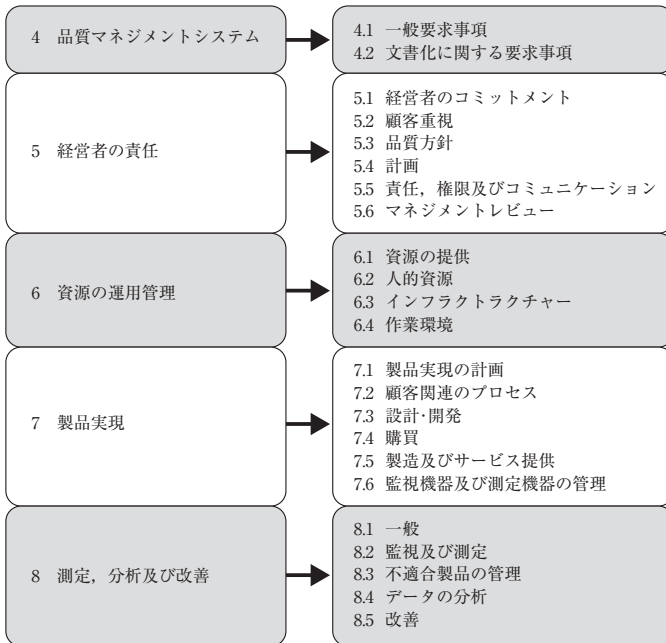 4 品質マネジメントシステム
4.1 一般要求事項
4.2 文書化に関する要求事項
5 経営者の責任
5.1 経営者のコミットメント
5.2 顧客重視
5.3 品質方針
5.4 計画
5.5 責任，権限及びコミュニケーション
5.6 マネジメントレビュー
6 資源の運用管理
6.1 資源の提供
6.2 人的資源
6.3 インフラクトラクチャー
6.4 作業環境
7 製品実現
7.1 製品実現の計画
7.2 顧客関連のプロセス
7.3 設計・開発
7.4 購買
7.5 製造及びサービス提供
7.6 監視機器及び測定機器の管理
8 測定，分析及び改善
8.1 一般
8.2 監視及び測定
8.3 不適合製品の管理
8.4 データの分析
8.5 改善